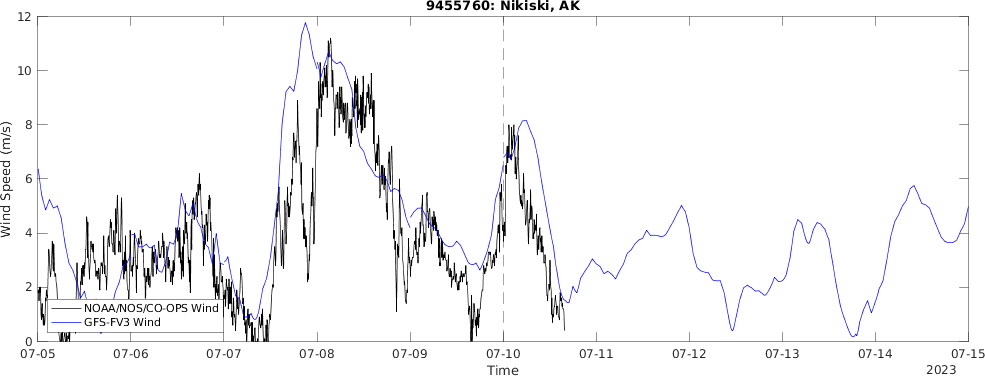 9455760: Nikiski, AK
12
10
8
6
4
2
0
Wind Speed (m/s)
NOAA/NOS/CO-OPS Wind
GFS-FV3 Wind
07-05 07-06 07-07 07-08 07-09 07-10 07-11 07-12 07-13 07-14 07-15
Time
2023